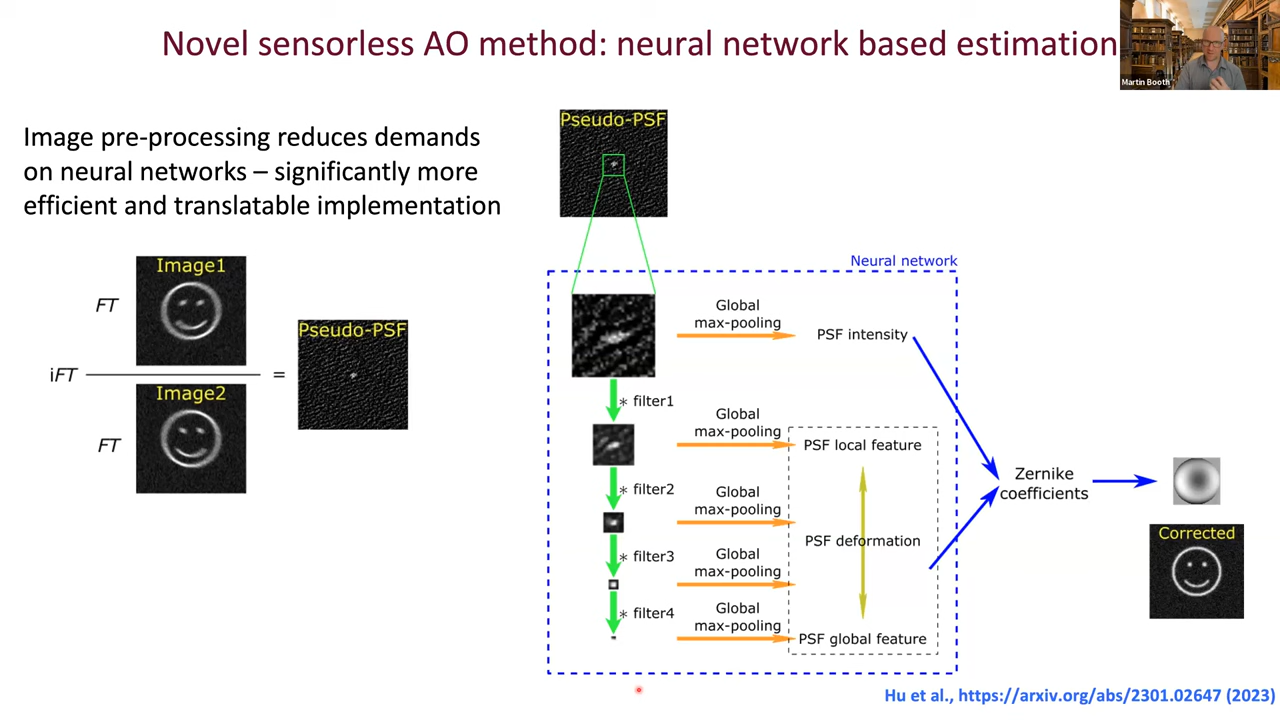 Novel sensorless AO method: neural network based estimation
Martin Booth
Image pre-processing reduces demands
on neural networks – significantly more
efficient and translatable implementation
FT
Image1
iFT
=
Pseudo-PSF
FT
Image2
Pseudo-PSF
Neural network
Global
max-pooling
PSF intensity
* filter1
Global
max-pooling
PSF local feature
* filter2
Global
max-pooling
PSF deformation
* filter3
Global
max-pooling
* filter4
Global
max-pooling
PSF global feature
Zernike
coefficients
Corrected
Hu et al., https://arxiv.org/abs/2301.02647 (2023)